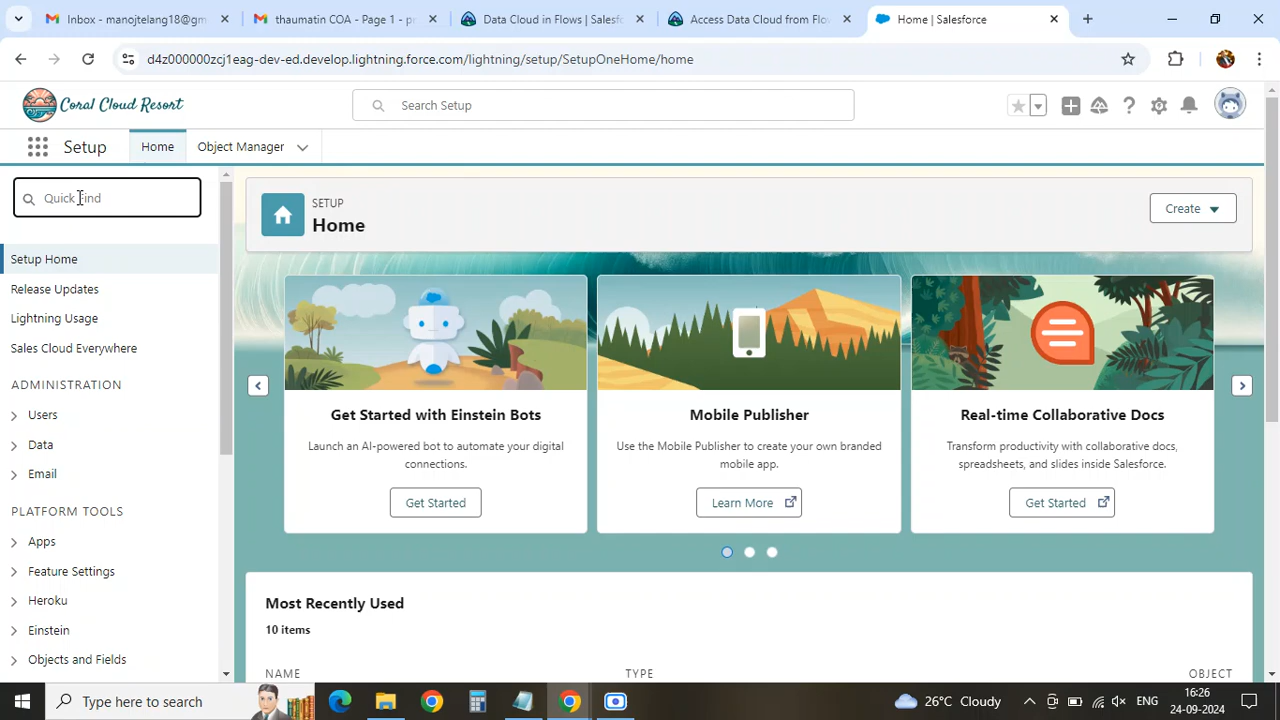 Inbox - manojtelang18@gm
thaumatin COA - Page 1 - pr
Data Cloud in Flows | Salesf
Access Data Cloud from Flo
Home | Salesforce
d4z000000zcj1eag-dev-ed.develop.lightning.force.com/lightning/setup/SetupOneHome/home
Coral Cloud Resort
Search Setup
Setup
Home
Object Manager
Quick Find
SETUP
Home
Create
Setup Home
Release Updates
Lightning Usage
Sales Cloud Everywhere
ADMINISTRATION
Users
Data
Email
PLATFORM TOOLS
Apps
Feature Settings
Heroku
Einstein
Objects and Fields
Get Started with Einstein Bots
Launch an AI-powered bot to automate your digital
connections.
Get Started
Mobile Publisher
Use the Mobile Publisher to create your own branded
mobile app.
Learn More
Real-time Collaborative Docs
Transform productivity with collaborative docs,
spreadsheets, and slides inside Salesforce.
Get Started
Most Recently Used
10 items
NAME TYPE OBJECT
Type here to search
26°C Cloudy
ENG
16:26
24-09-2024